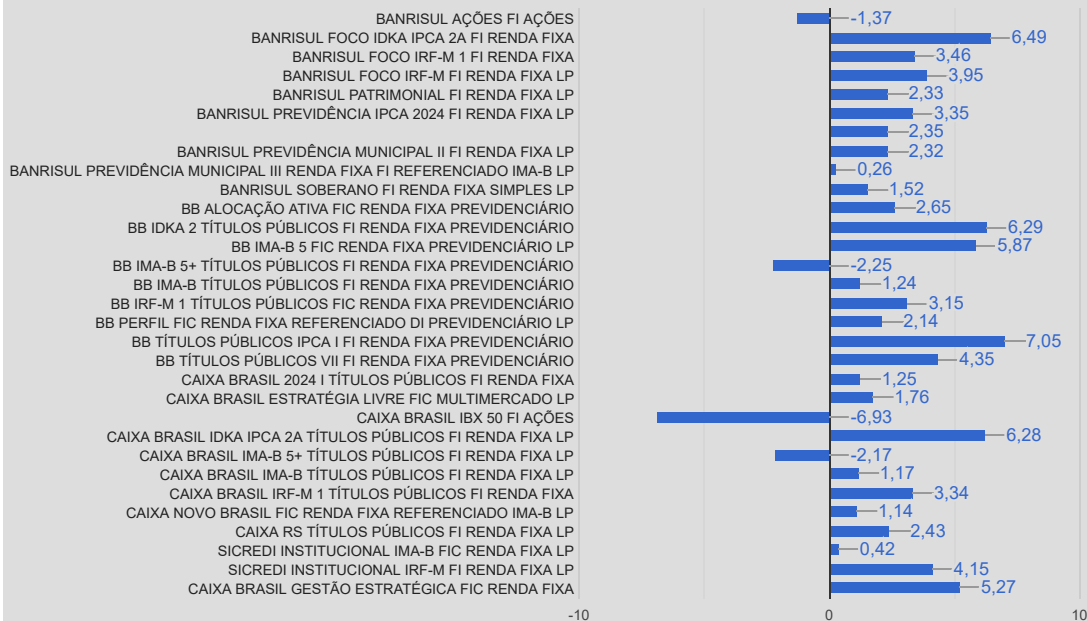 BANRISUL AÇÕES FI AÇÕES -1,37
BANRISUL FOCO IDKA IPCA 2A FI RENDA FIXA 6,49
BANRISUL FOCO IRF-M 1 FI RENDA FIXA 3,46
BANRISUL FOCO IRF-M FI RENDA FIXA LP 3,95
BANRISUL PATRIMONIAL FI RENDA FIXA LP 2,33
BANRISUL PREVIDÊNCIA IPCA 2024 FI RENDA FIXA LP 3,35
2,35
BANRISUL PREVIDÊNCIA MUNICIPAL II FI RENDA FIXA LP 2,32
BANRISUL PREVIDÊNCIA MUNICIPAL III RENDA FIXA FI REFERENCIADO IMA-B LP 0,26
BANRISUL SOBERANO FI RENDA FIXA SIMPLES LP 1,52
BB ALOCAÇÃO ATIVA FIC RENDA FIXA PREVIDENCIÁRIO 2,65
BB IDKA 2 TÍTULOS PÚBLICOS FI RENDA FIXA PREVIDENCIÁRIO 6,29
BB IMA-B 5 FIC RENDA FIXA PREVIDENCIÁRIO LP 5,87
BB IMA-B 5+ TÍTULOS PÚBLICOS FI RENDA FIXA PREVIDENCIÁRIO -2,25
BB IMA-B TÍTULOS PÚBLICOS FI RENDA FIXA PREVIDENCIÁRIO 1,24
BB IRF-M 1 TÍTULOS PÚBLICOS FIC RENDA FIXA PREVIDENCIÁRIO 3,15
BB PERFIL FIC RENDA FIXA REFERENCIADO DI PREVIDENCIÁRIO LP 2,14
BB TÍTULOS PÚBLICOS IPCA I FI RENDA FIXA PREVIDENCIÁRIO 7,05
BB TÍTULOS PÚBLICOS VII FI RENDA FIXA PREVIDENCIÁRIO 4,35
CAIXA BRASIL 2024 I TÍTULOS PÚBLICOS FI RENDA FIXA 1,25
CAIXA BRASIL ESTRATÉGIA LIVRE FIC MULTIMERCADO LP 1,76
CAIXA BRASIL IBX 50 FI AÇÕES -6,93
CAIXA BRASIL IDKA IPCA 2A TÍTULOS PÚBLICOS FI RENDA FIXA LP 6,28
CAIXA BRASIL IMA-B 5+ TÍTULOS PÚBLICOS FI RENDA FIXA LP -2,17
CAIXA BRASIL IMA-B TÍTULOS PÚBLICOS FI RENDA FIXA LP 1,17
CAIXA BRASIL IRF-M 1 TÍTULOS PÚBLICOS FI RENDA FIXA 3,34
CAIXA NOVO BRASIL FIC RENDA FIXA REFERENCIADO IMA-B LP 1,14
CAIXA RS TÍTULOS PÚBLICOS FI RENDA FIXA LP 2,43
SICREDI INSTITUCIONAL IMA-B FIC RENDA FIXA LP 0,42
SICREDI INSTITUCIONAL IRF-M FI RENDA FIXA LP 4,15
CAIXA BRASIL GESTÃO ESTRATÉGICA FIC RENDA FIXA 5,27
-10 0 10